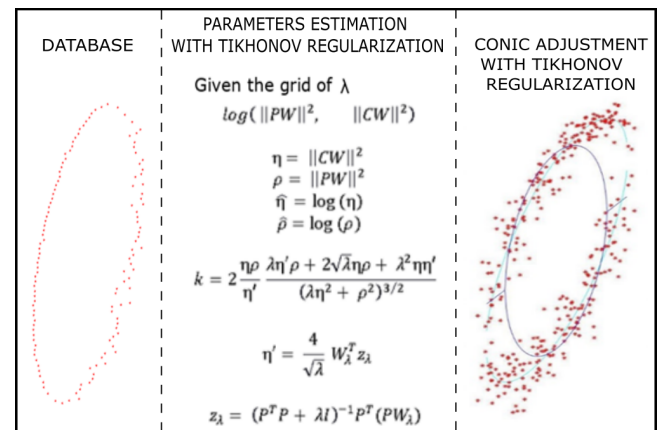 DATABASE
PARAMETERS ESTIMATION
WITH TIKHONOV REGULARIZATION
Given the grid of λ
log( ||PW||², ||CW||²)
η = ||CW||²
ρ = ||PW||²
η̂ = log (η)
ρ̂ = log (ρ)
k = 2 ηρ/η′ (λη′ρ + 2√ληρ + λ²ηη′)/(λη² + ρ²)^{3/2}
η′ = 4/√λ W_λ^T z_λ
z_λ = (P^T P + λI)^{-1} P^T (PW_λ)
CONIC ADJUSTMENT
WITH TIKHONOV
REGULARIZATION